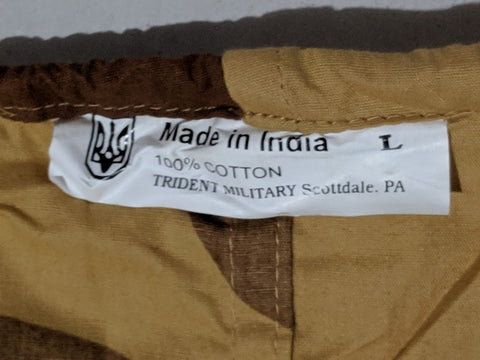 Made in India L
100% COTTON
TRIDENT MILITARY Scottdale, PA